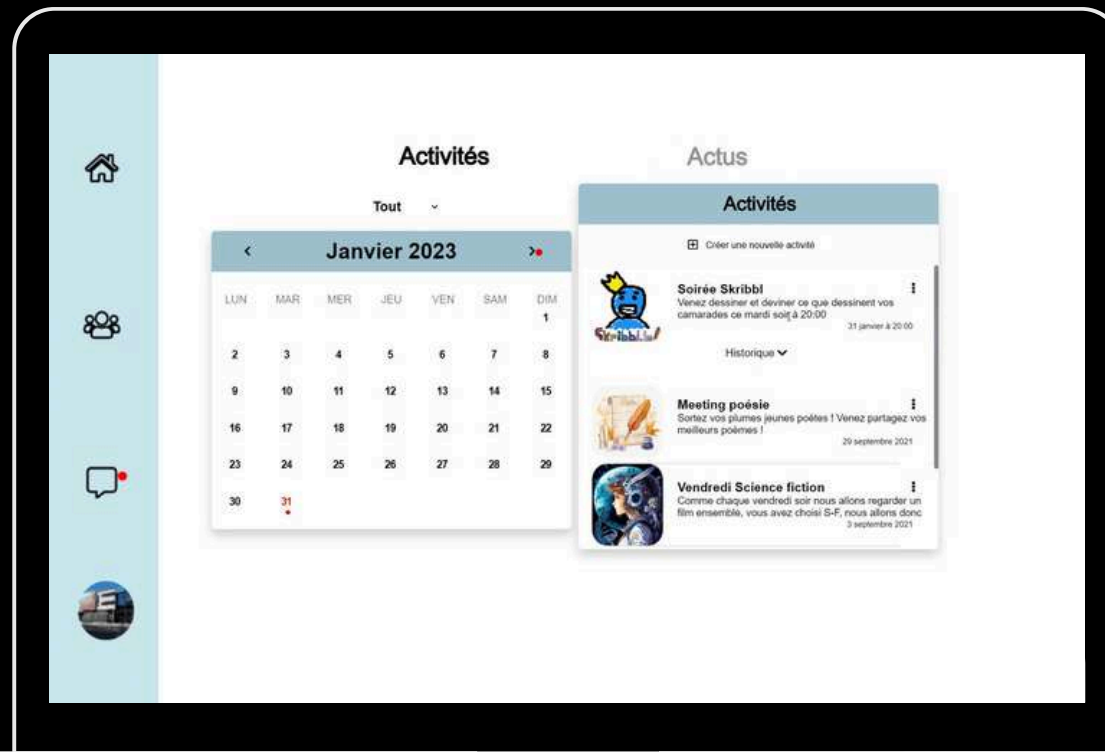 Activités
Actus
Tout
Janvier 2023
LUN MAR MER JEU VEN SAM DIM
1
2 3 4 5 6 7 8
9 10 11 12 13 14 15
16 17 18 19 20 21 22
23 24 25 26 27 28 29
30 31
Activités
Créer une nouvelle activité
Skribbl
Soirée Skribbl
Venez dessiner et deviner ce que dessinent vos
camarades ce mardi soir à 20:00
31 janvier à 20:00
Historique
Meeting poésie
Sortez vos plumes jeunes poétes ! Venez partagez vos
meilleurs poèmes !
29 septembre 2021
Vendredi Science fiction
Comme chaque vendredi soir nous allons regarder un
film ensemble, vous avez choisi S-F, nous allons donc
3 septembre 2021